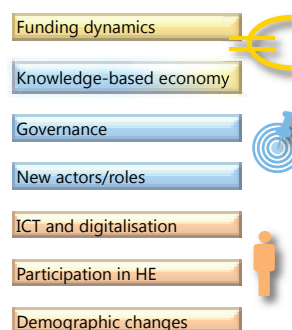 Funding dynamics
Knowledge-based economy
Governance
New actors/roles
ICT and digitalisation
Participation in HE
Demographic changes